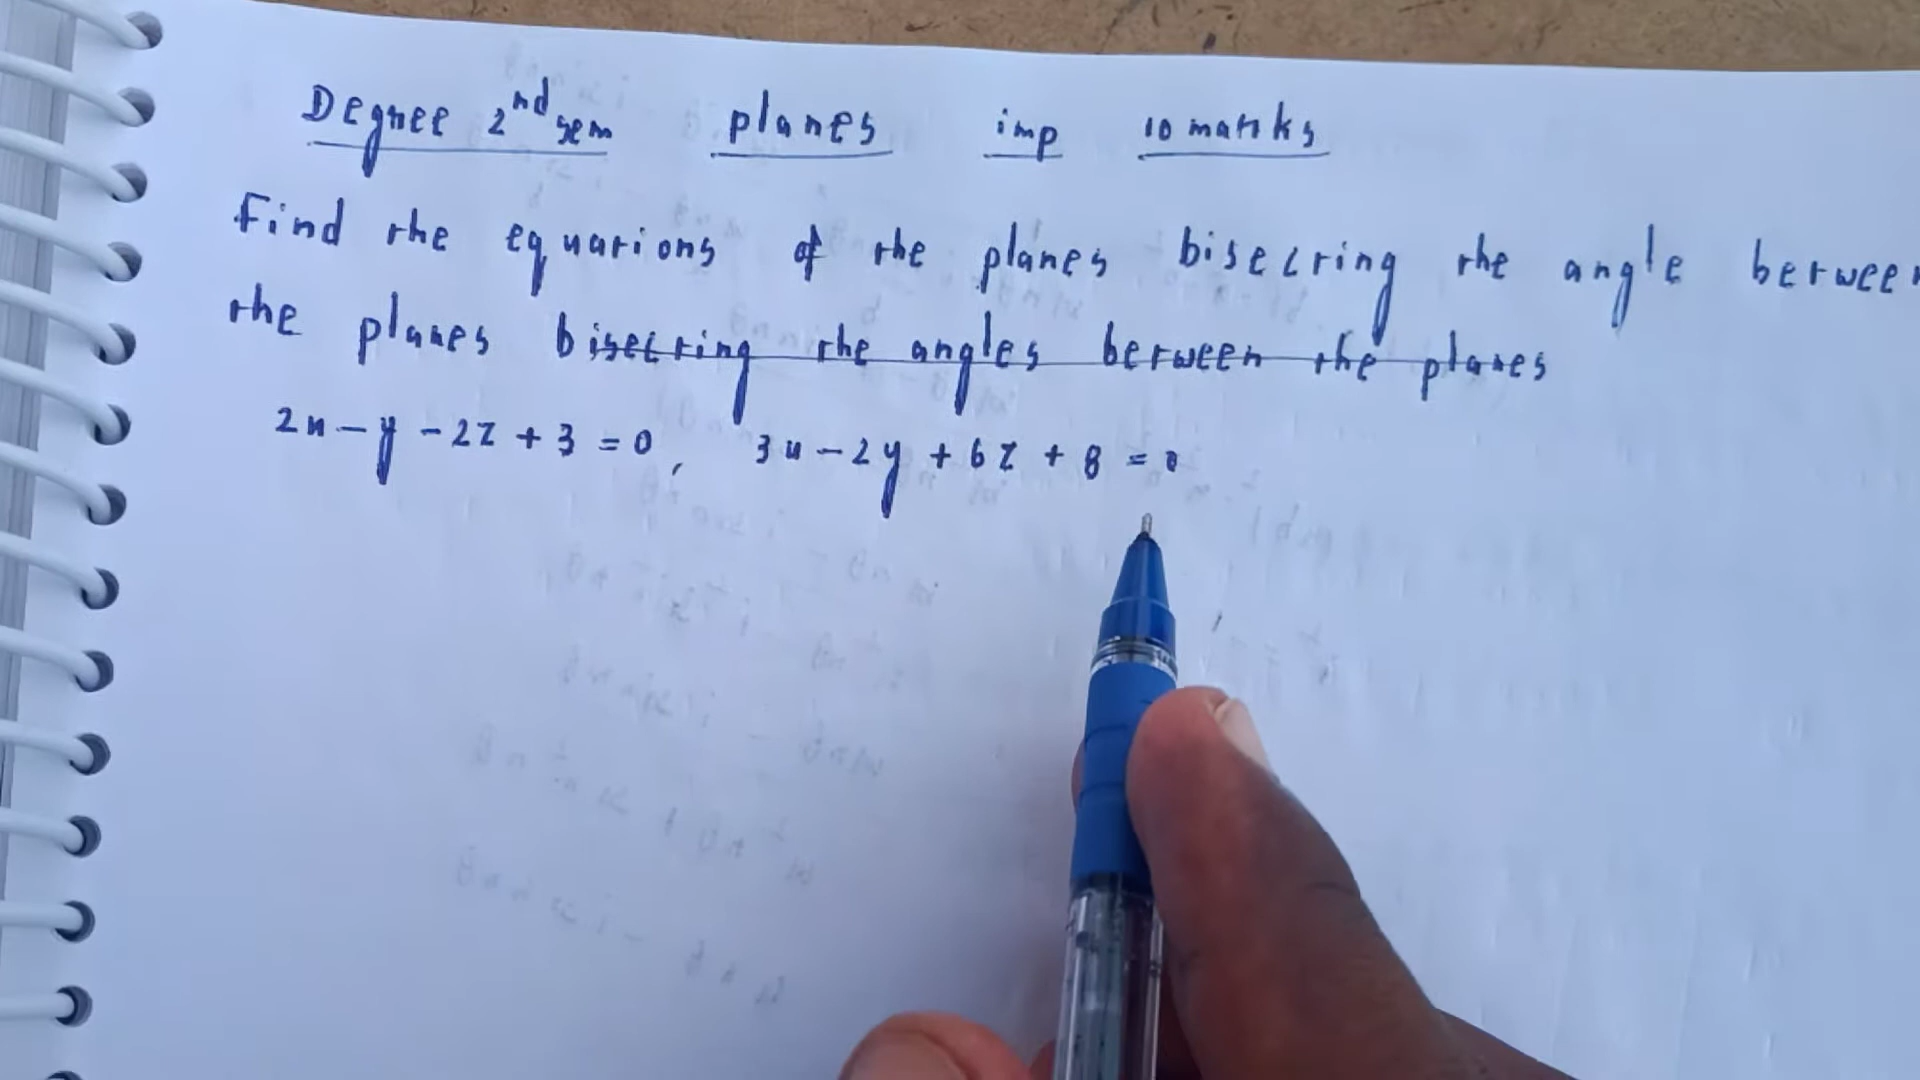 Degree 2nd sem planes imp 10 marks
Find the equations of the planes bisecting the angle between
the planes bisecting the angles between the planes
2x - y - 2z + 3 = 0, 3x - 2y + 6z + 8 = 0